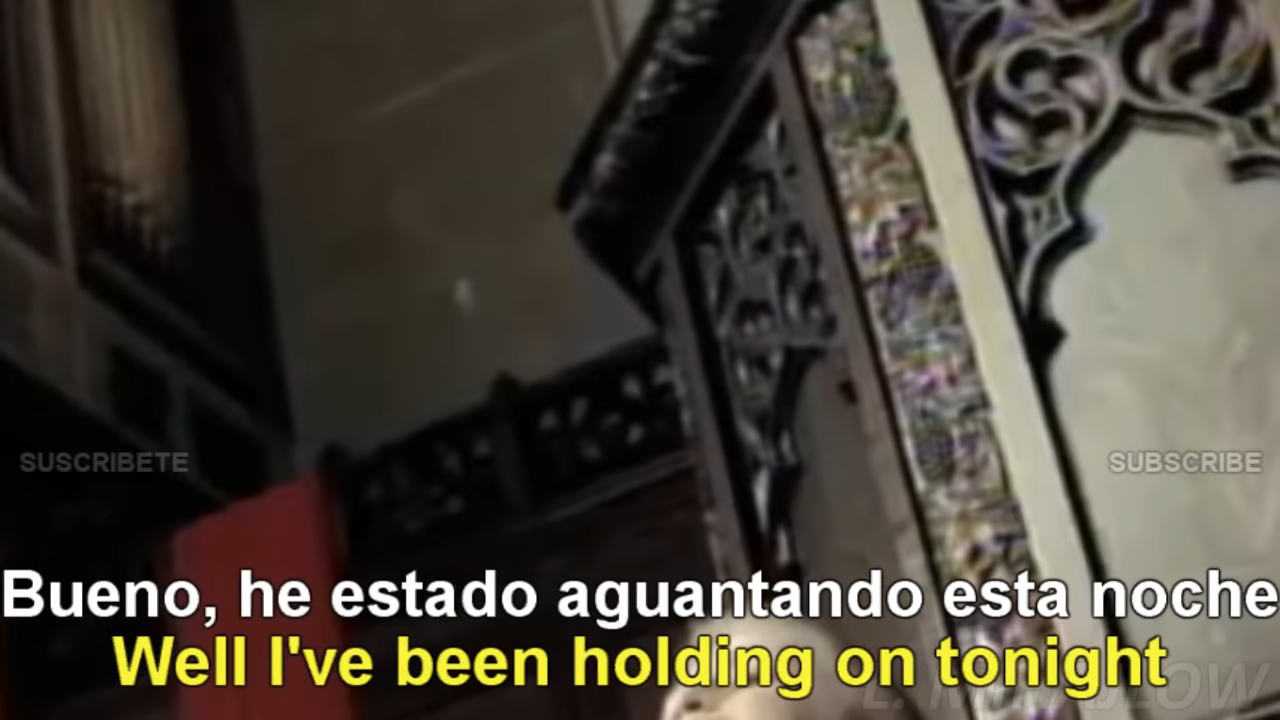 SUSCRIBETE
SUBSCRIBE
Bueno, he estado aguantando esta noche
Well I've been holding on tonight